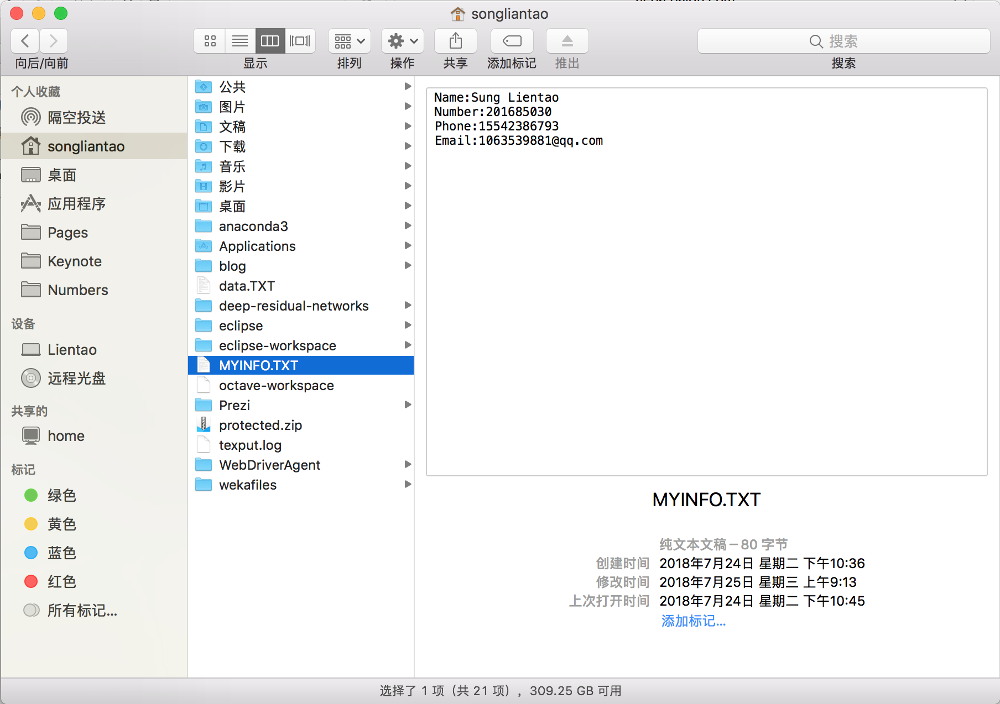 songliantao
向后/向前
显示
排列
操作
共享
添加标记
推出
搜索
搜索
个人收藏
隔空投送
songliantao
桌面
应用程序
Pages
Keynote
Numbers
设备
Lientao
远程光盘
共享的
home
标记
绿色
黄色
蓝色
红色
所有标记...
公共
图片
文稿
下载
音乐
影片
桌面
anaconda3
Applications
blog
data.TXT
deep-residual-networks
eclipse
eclipse-workspace
MYINFO.TXT
octave-workspace
Prezi
protected.zip
texput.log
WebDriverAgent
wekafiles
Name:Sung Lientao
Number:201685030
Phone:15542386793
Email:1063539881@qq.com
MYINFO.TXT
纯文本文稿 – 80 字节
创建时间 2018年7月24日 星期二 下午10:36
修改时间 2018年7月25日 星期三 上午9:13
上次打开时间 2018年7月24日 星期二 下午10:45
添加标记...
选择了 1 项（共 21 项），309.25 GB 可用